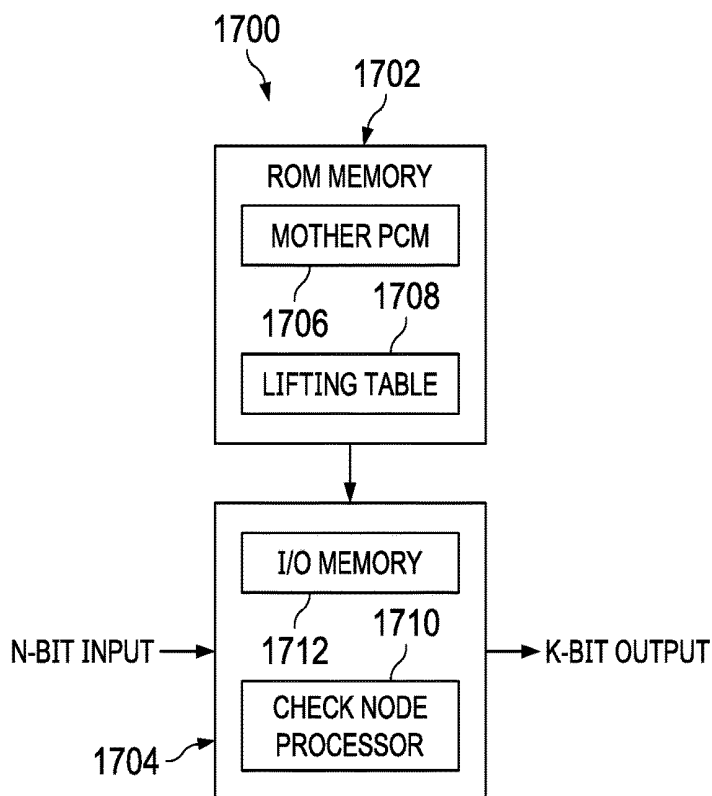 1700
1702
ROM MEMORY
MOTHER PCM
1706
1708
LIFTING TABLE
I/O MEMORY
1712
1710
N-BIT INPUT
K-BIT OUTPUT
CHECK NODE
PROCESSOR
1704